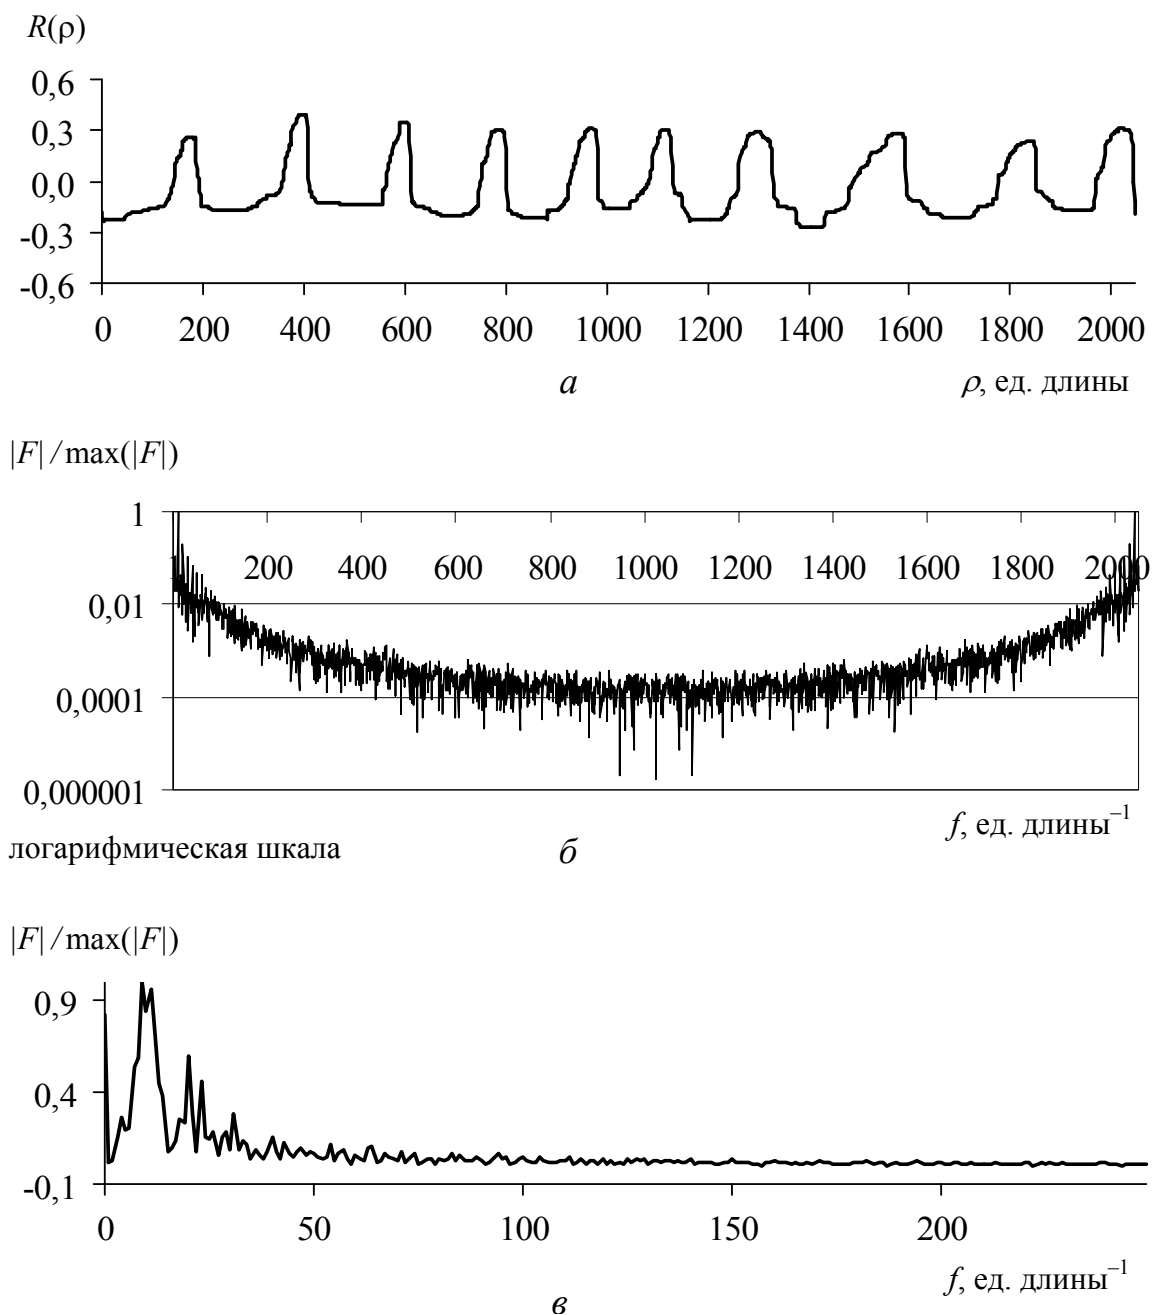 R(ρ)
0,6
0,3
0,0
-0,3
-0,6
0 200 400 600 800 1000 1200 1400 1600 1800 2000
а
ρ, ед. длины
|F| / max(|F|)
1
0,01
0,0001
0,000001
1 200 400 600 800 1000 1200 1400 1600 1800 2000
f, ед. длины⁻¹
логарифмическая шкала
б
|F| / max(|F|)
0,9
0,4
-0,1
0 50 100 150 200
f, ед. длины⁻¹
в